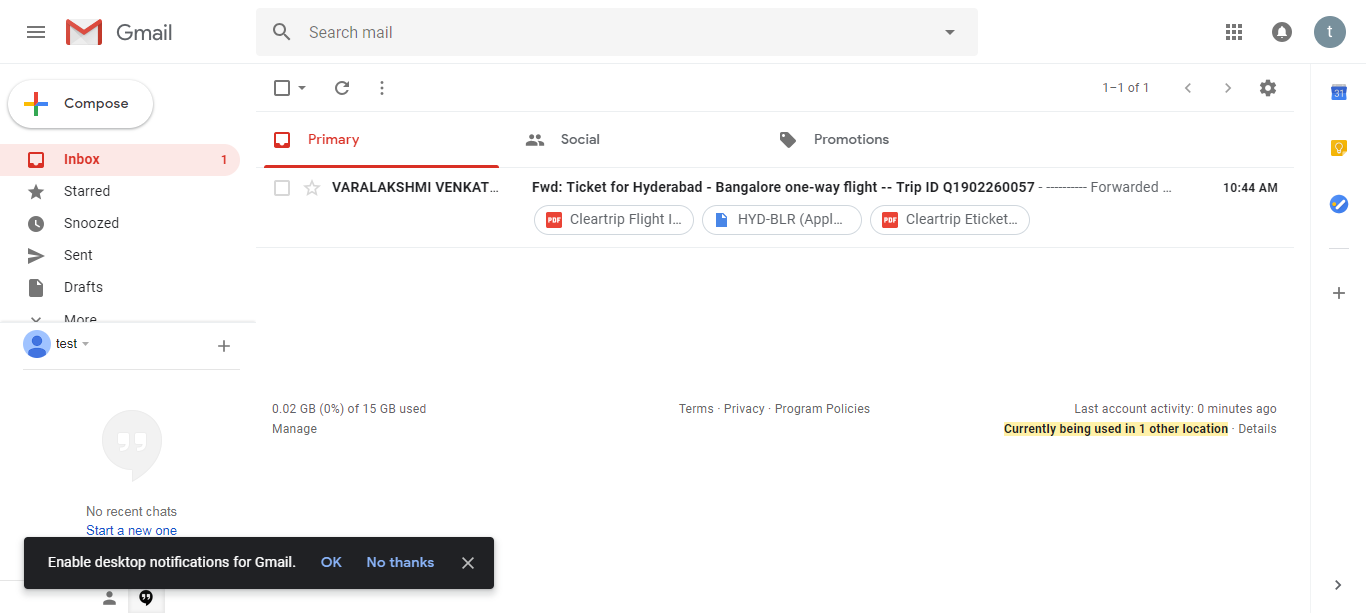 Gmail
Search mail
t
Compose
1–1 of 1
31
Primary
Social
Promotions
Inbox 1
Starred
Snoozed
Sent
Drafts
More
VARALAKSHMI VENKAT… Fwd: Ticket for Hyderabad - Bangalore one-way flight -- Trip ID Q1902260057 - ---------- Forwarded … 10:44 AM
PDF Cleartrip Flight I… HYD-BLR (Appl… PDF Cleartrip Eticket…
test
0.02 GB (0%) of 15 GB used
Manage
Terms · Privacy · Program Policies
Last account activity: 0 minutes ago
Currently being used in 1 other location · Details
No recent chats
Start a new one
Enable desktop notifications for Gmail. OK No thanks